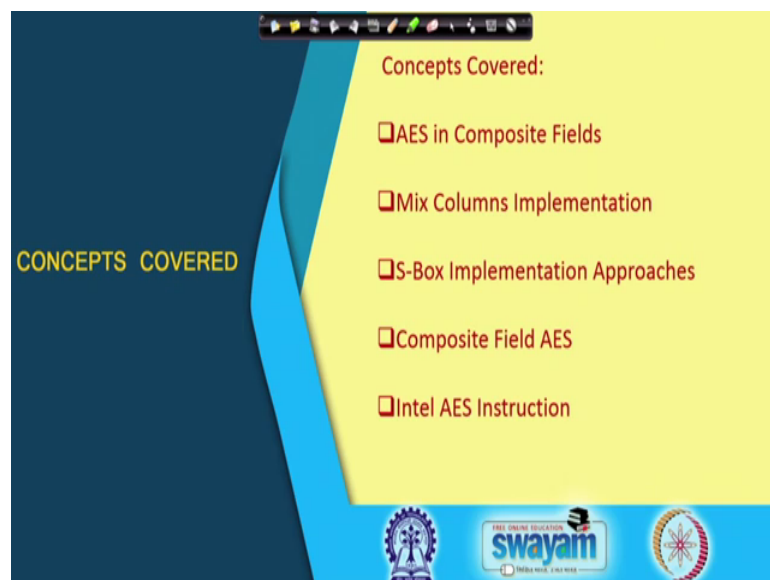 Concepts Covered:
AES in Composite Fields
Mix Columns Implementation
CONCEPTS COVERED
S-Box Implementation Approaches
Composite Field AES
Intel AES Instruction
FREE ONLINE EDUCATION
swayam